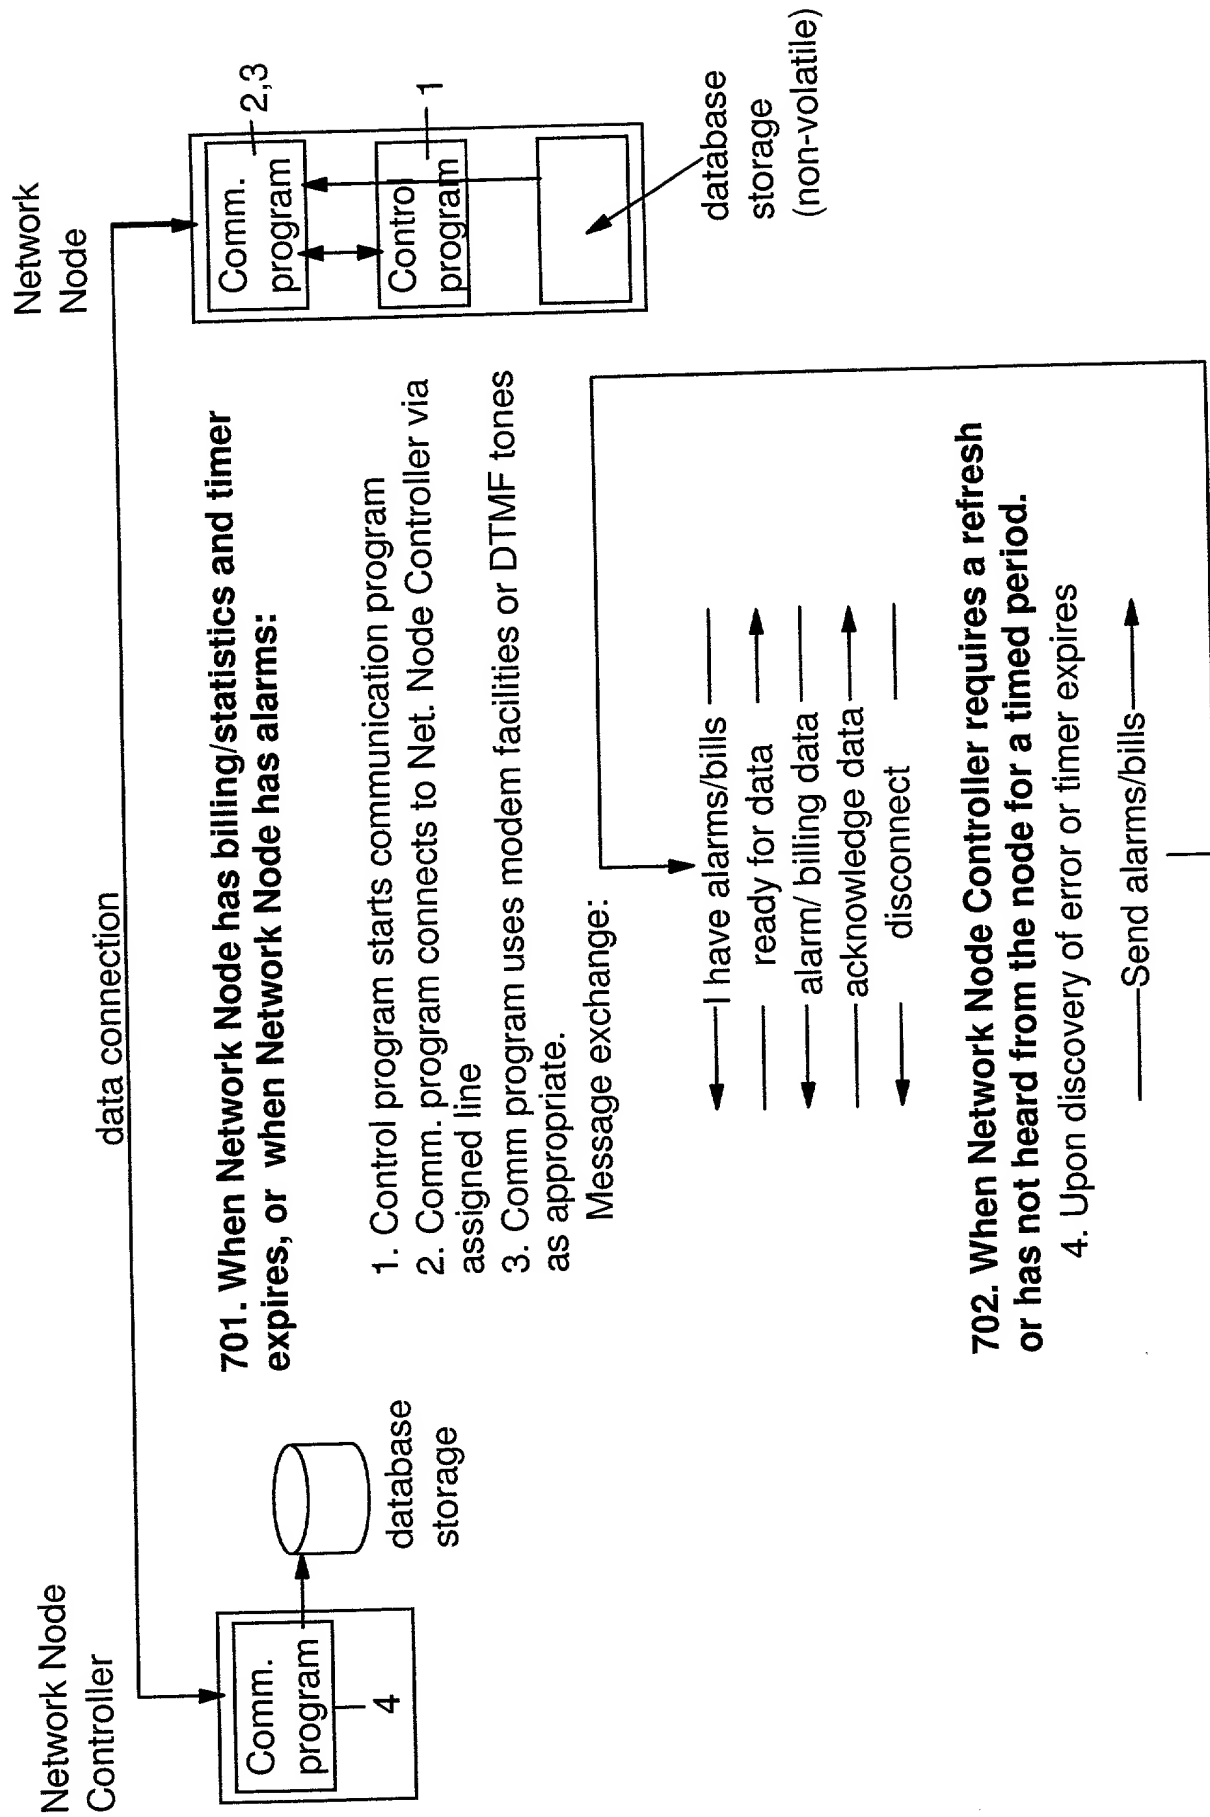 Network Node
Controller
Comm.
program
4
database
storage
data connection
Network
Node
Comm.
program
2,3
Control
program
1
database
storage
(non-volatile)
701. When Network Node has billing/statistics and timer
expires, or when Network Node has alarms:
1. Control program starts communication program
2. Comm. program connects to Net. Node Controller via
assigned line
3. Comm program uses modem facilities or DTMF tones
as appropriate.
Message exchange:
I have alarms/bills
ready for data
alarm/ billing data
acknowledge data
disconnect
702. When Network Node Controller requires a refresh
or has not heard from the node for a timed period.
4. Upon discovery of error or timer expires
Send alarms/bills